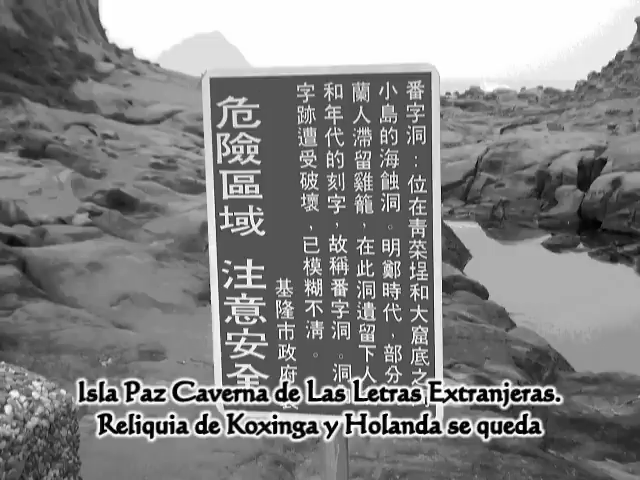 番字洞：位在青菜埕和大窟底之
小島的海蝕洞。明鄭時代，部分
蘭人滯留雞籠，在此洞遺留下人
和年代的刻字，故稱番字洞。洞
字跡遭受破壞，已模糊不清。
基隆市政府
危險區域 注意安全
Isla Paz Caverna de Las Letras Extranjeras.
Reliquia de Koxinga y Holanda se queda